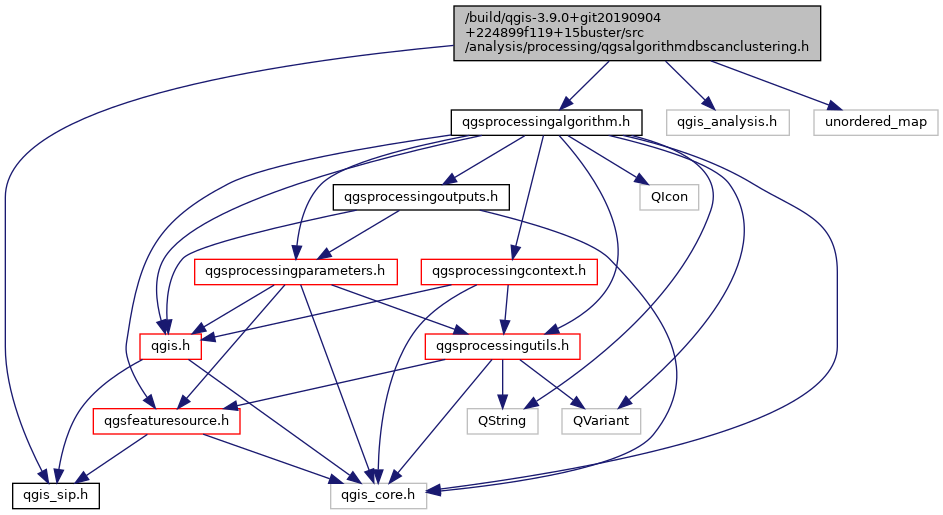 /build/qgis-3.9.0+git20190904
+224899f119+15buster/src
/analysis/processing/qgsalgorithmdbscanclustering.h
qgsprocessingalgorithm.h
qgis_analysis.h
unordered_map
qgsprocessingoutputs.h
QIcon
qgsprocessingparameters.h
qgsprocessingcontext.h
qgis.h
qgsprocessingutils.h
qgsfeaturesource.h
QString
QVariant
qgis_sip.h
qgis_core.h